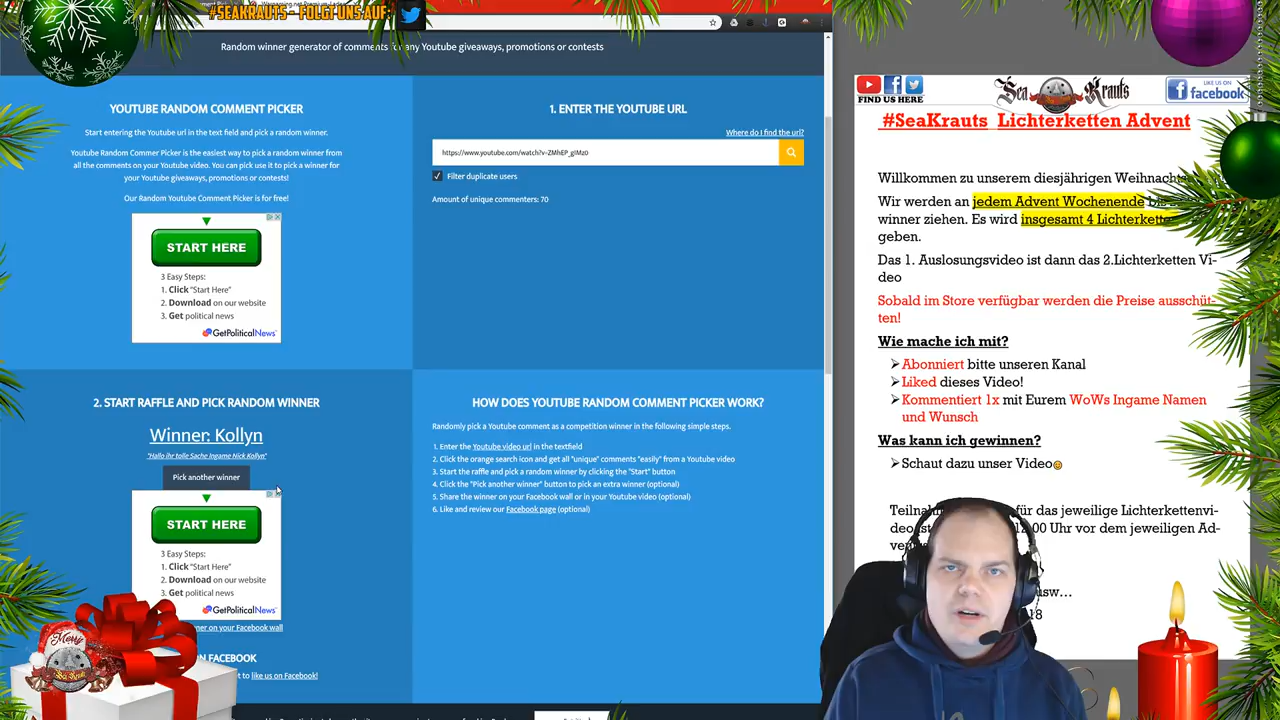 #SEAKRAUTS - FOLGT UNS AUF:
Random winner generator of comments for any Youtube giveaways, promotions or contests
YOUTUBE RANDOM COMMENT PICKER
Start entering the Youtube url in the text field and pick a random winner.
Youtube Random Commer Picker is the easiest way to pick a random winner from
all the comments on your Youtube video. You can pick use it to pick a winner for
your Youtube giveaways, promotions or contests!
Our Random Youtube Comment Picker is for free!
START HERE
3 Easy Steps:
1. Click "Start Here"
2. Download on our website
3. Get political news
GetPoliticalNews
1. ENTER THE YOUTUBE URL
Where do I find the url?
https://www.youtube.com/watch?v=ZMhEP_gIMz0
Filter duplicate users
Amount of unique commenters: 70
2. START RAFFLE AND PICK RANDOM WINNER
Winner: Kollyn
"Hallo ihr tolle Sache Ingame Nick Kollyn"
Pick another winner
START HERE
3 Easy Steps:
1. Click "Start Here"
2. Download on our website
3. Get political news
GetPoliticalNews
on your Facebook wall
ON FACEBOOK
to like us on Facebook!
HOW DOES YOUTUBE RANDOM COMMENT PICKER WORK?
Randomly pick a Youtube comment as a competition winner in the following simple steps.
1. Enter the Youtube video url in the textfield
2. Click the orange search icon and get all "unique" comments "easily" from a Youtube video
3. Start the raffle and pick a random winner by clicking the "Start" button
4. Click the "Pick another winner" button to pick an extra winner (optional)
5. Share the winner on your Facebook wall or in your Youtube video (optional)
6. Like and review our Facebook page (optional)
FIND US HERE
Sea Krauts
LIKE US ON
facebook
#SeaKrauts Lichterketten Advent
Willkommen zu unserem diesjährigen
Wir werden an jedem Advent Wochenende
winner ziehen. Es wird insgesamt 4
geben.
Das 1. Auslosungsvideo ist dann das 2.Lichterketten Vi-
deo
Sobald im Store verfügbar werden die Preise ausschüt-
ten!
Wie mache ich mit?
Abonniert bitte unseren Kanal
Liked dieses Video!
Kommentiert 1x mit Eurem WoWs Ingame Namen
und Wunsch
Was kann ich gewinnen?
Schaut dazu unser Video
für das jeweilige Lichterkettenvi-
00 Uhr vor dem jeweiligen Ad-
usw...
18
Merry